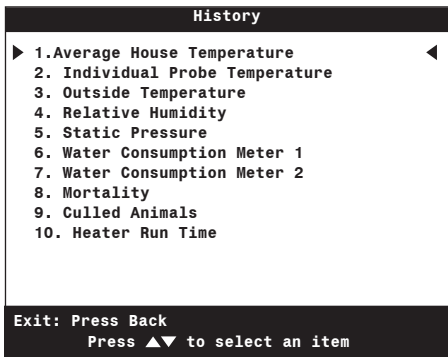 History
▶ 1.Average House Temperature ◀
2. Individual Probe Temperature
3. Outside Temperature
4. Relative Humidity
5. Static Pressure
6. Water Consumption Meter 1
7. Water Consumption Meter 2
8. Mortality
9. Culled Animals
10. Heater Run Time
Exit: Press Back
Press ▲▼ to select an item